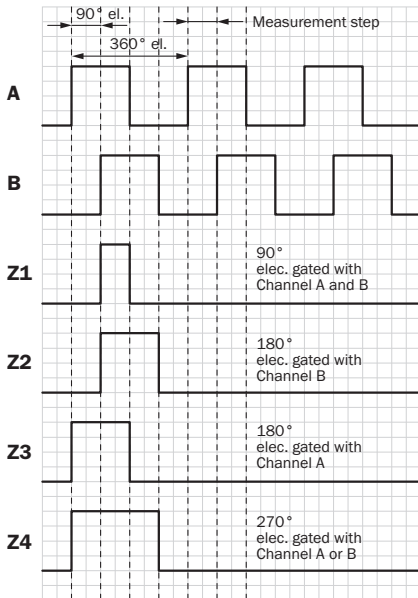 90° el.
Measurement step
360° el.
A
B
Z1
90°
elec. gated with
Channel A and B
Z2
180°
elec. gated with
Channel B
Z3
180°
elec. gated with
Channel A
Z4
270°
elec. gated with
Channel A or B